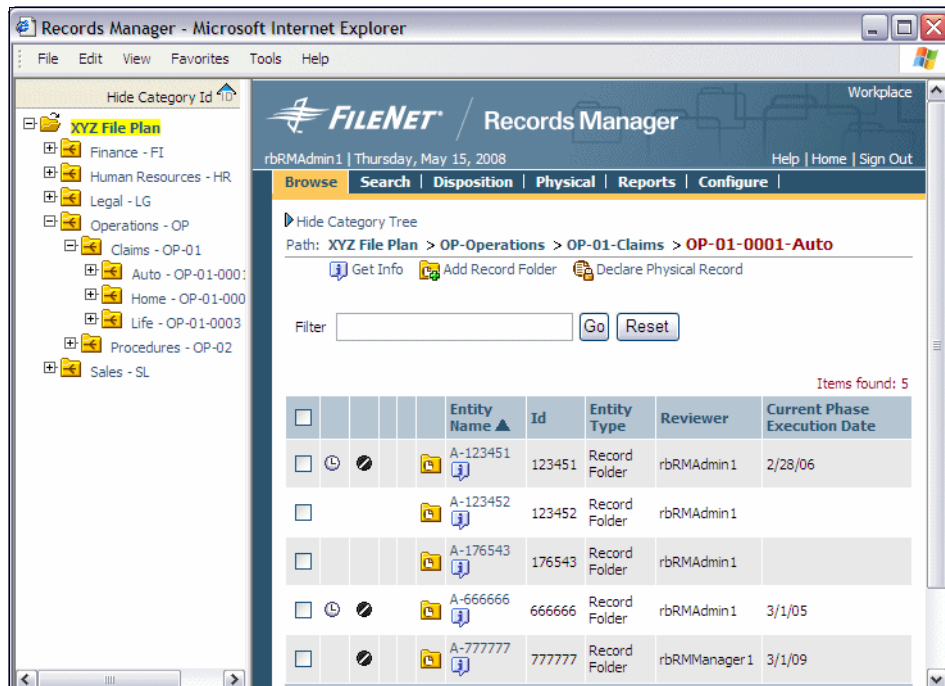 Records Manager - Microsoft Internet Explorer
File Edit View Favorites Tools Help
Hide Category Id ID
XYZ File Plan
Finance - FI
Human Resources - HR
Legal - LG
Operations - OP
Claims - OP-01
Auto - OP-01-0001
Home - OP-01-000
Life - OP-01-0003
Procedures - OP-02
Sales - SL
Workplace
FILENET Records Manager
rbRMAdmin1 | Thursday, May 15, 2008 Help | Home | Sign Out
Browse Search | Disposition | Physical | Reports | Configure |
Hide Category Tree
Path: XYZ File Plan > OP-Operations > OP-01-Claims > OP-01-0001-Auto
Get Info Add Record Folder Declare Physical Record
Filter Go Reset
Items found: 5
Entity Name Id Entity Type Reviewer Current Phase Execution Date
A-123451 123451 Record Folder rbRMAdmin1 2/28/06
A-123452 123452 Record Folder rbRMAdmin1
A-176543 176543 Record Folder rbRMAdmin1
A-666666 666666 Record Folder rbRMAdmin1 3/1/05
A-777777 777777 Record Folder rbRMManager1 3/1/09